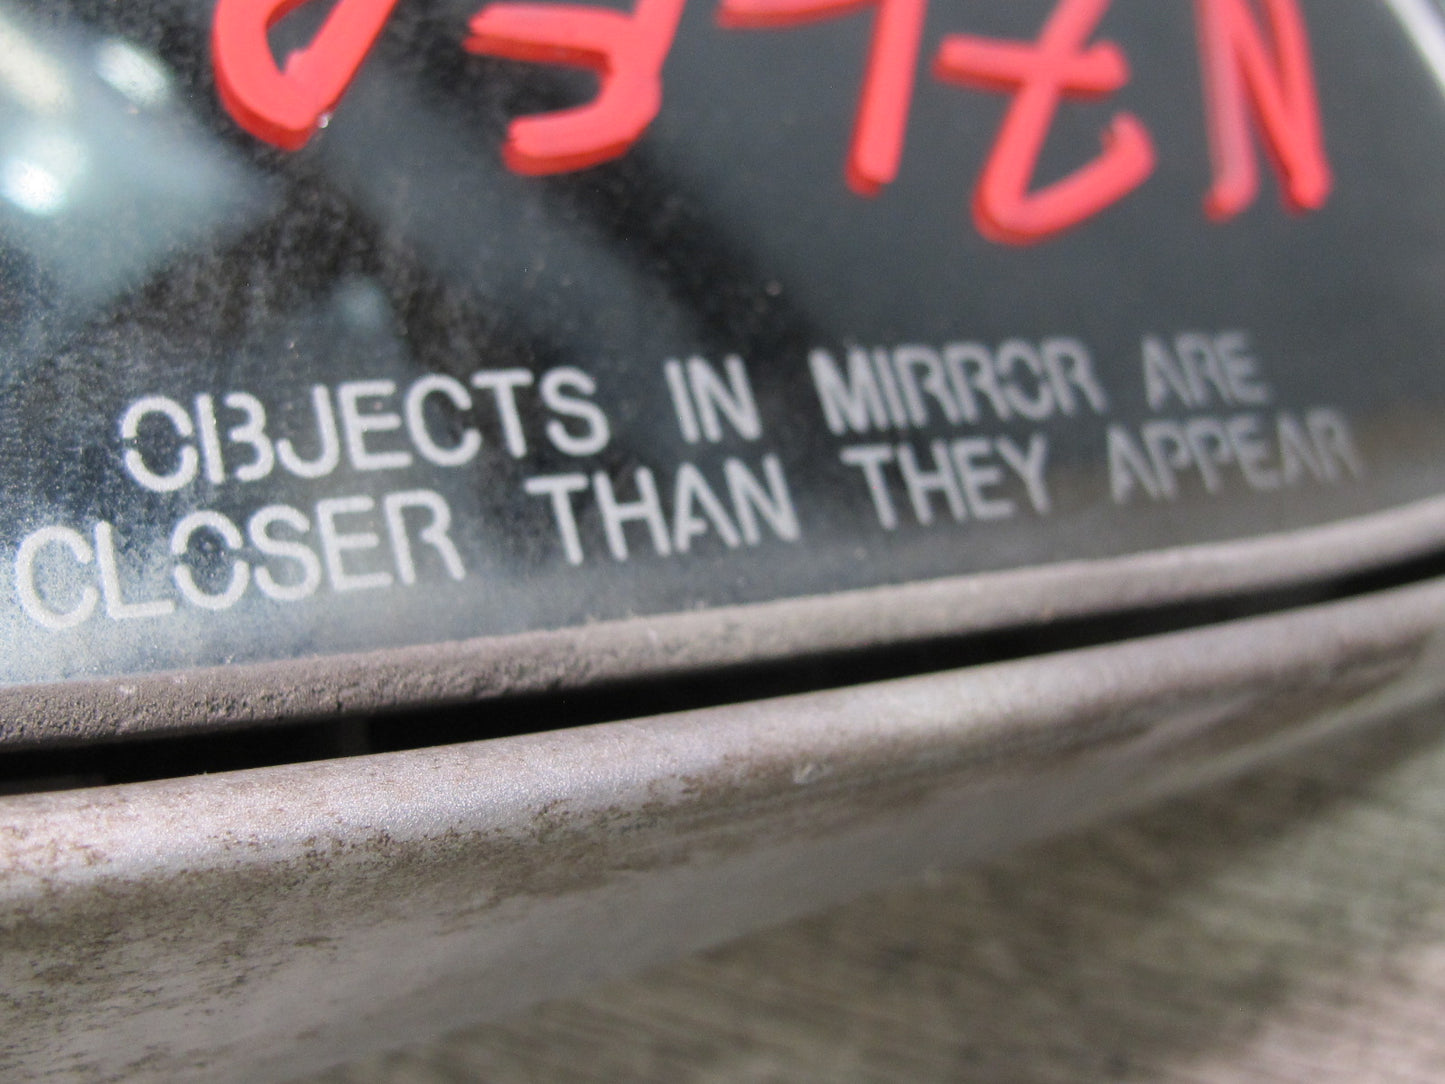 OBJECTS IN MIRROR ARE
CLOSER THAN THEY APPEAR